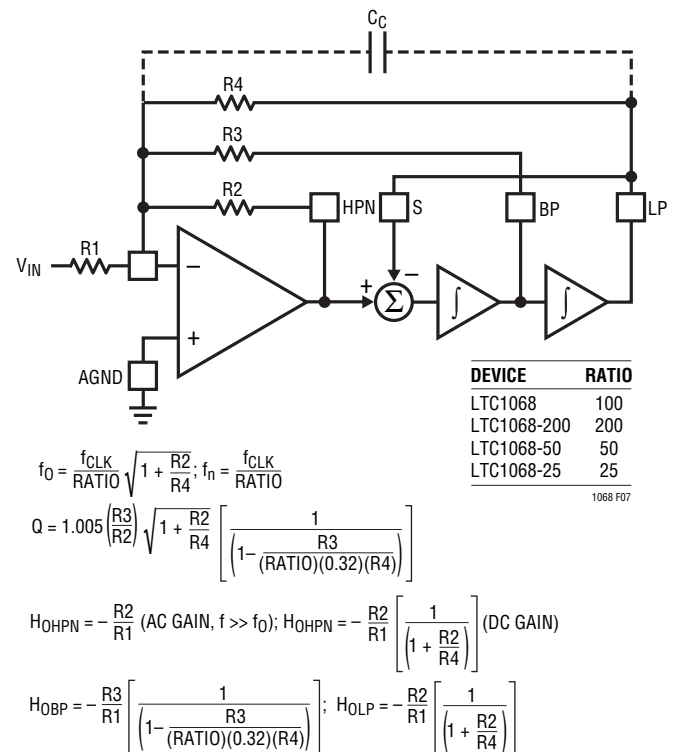 C_C
R4
R3
R2
HPN
S
BP
LP
R1
V_IN
−
+
+
−
Σ
∫
∫
AGND
DEVICE RATIO
LTC1068 100
LTC1068-200 200
LTC1068-50 50
LTC1068-25 25
1068 F07
f_0 = f_CLK/RATIO √(1 + R2/R4); f_n = f_CLK/RATIO
Q = 1.005 (R3/R2) √(1 + R2/R4) [1/(1– R3/((RATIO)(0.32)(R4)))]
H_OHPN = – R2/R1 (AC GAIN, f >> f_0); H_OHPN = – R2/R1 [1/(1 + R2/R4)] (DC GAIN)
H_OBP = – R3/R1 [1/(1– R3/((RATIO)(0.32)(R4)))]; H_OLP = – R2/R1 [1/(1 + R2/R4)]